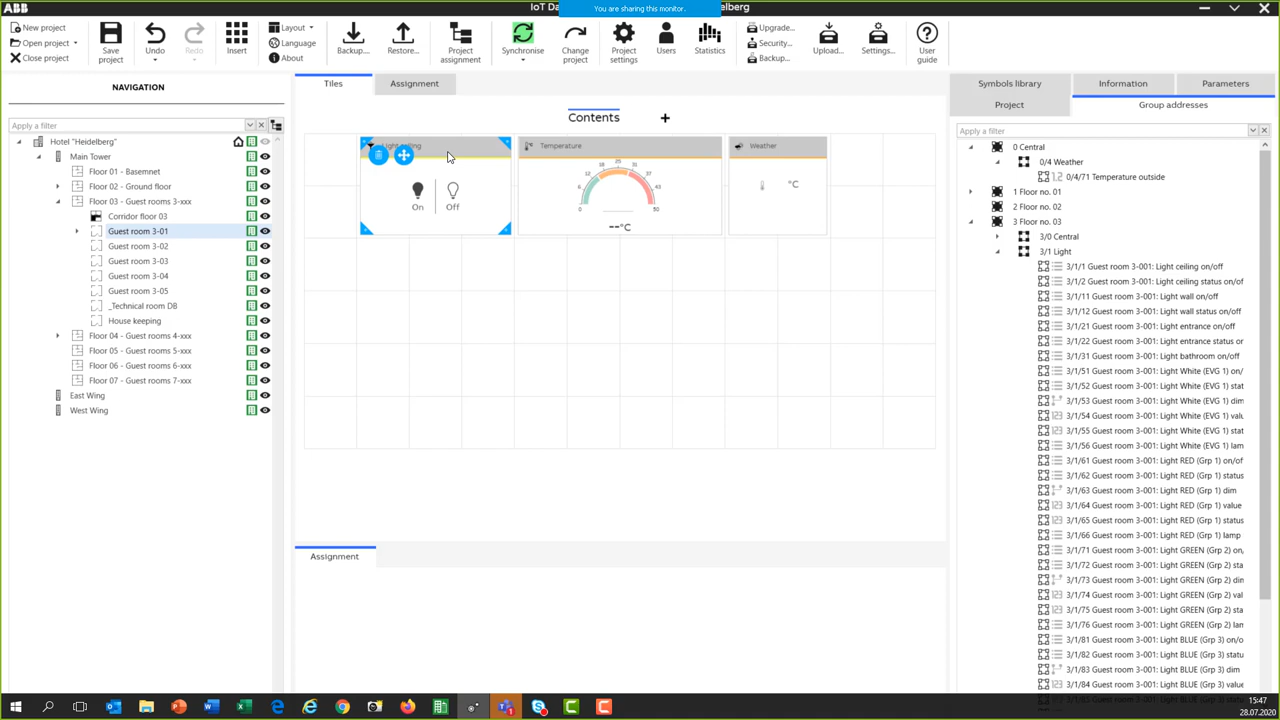 ABB
IoT Da
You are sharing this monitor.
elberg
New project
Open project
Close project
Save project
Undo
Redo
Insert
Layout
Language
About
Backup...
Restore...
Project assignment
Synchronise
Change project
Project settings
Users
Statistics
Upgrade...
Security...
Backup...
Upload...
Settings...
User guide
NAVIGATION
Apply a filter
Hotel "Heidelberg"
Main Tower
Floor 01 - Basemnet
Floor 02 - Ground floor
Floor 03 - Guest rooms 3-xxx
Corridor floor 03
Guest room 3-01
Guest room 3-02
Guest room 3-03
Guest room 3-04
Guest room 3-05
_Technical room DB
House keeping
Floor 04 - Guest rooms 4-xxx
Floor 05 - Guest rooms 5-xxx
Floor 06 - Guest rooms 6-xxx
Floor 07 - Guest rooms 7-xxx
East Wing
West Wing
Tiles
Assignment
Contents +
Light ceiling
On
Off
Temperature
0 6 12 18 25 31 37 43 50
--°C
Weather
°C
Assignment
Symbols library
Information
Parameters
Project
Group addresses
Apply a filter
0 Central
0/4 Weather
1.2 0/4/71 Temperature outside
1 Floor no. 01
2 Floor no. 02
3 Floor no. 03
3/0 Central
3/1 Light
3/1/1 Guest room 3-001: Light ceiling on/off
3/1/2 Guest room 3-001: Light ceiling status on/of
3/1/11 Guest room 3-001: Light wall on/off
3/1/12 Guest room 3-001: Light wall status on/off
3/1/21 Guest room 3-001: Light entrance on/off
3/1/22 Guest room 3-001: Light entrance status or
3/1/31 Guest room 3-001: Light bathroom on/off
3/1/51 Guest room 3-001: Light White (EVG 1) on/
3/1/52 Guest room 3-001: Light White (EVG 1) stat
3/1/53 Guest room 3-001: Light White (EVG 1) dim
123 3/1/54 Guest room 3-001: Light White (EVG 1) valu
123 3/1/55 Guest room 3-001: Light White (EVG 1) stat
3/1/56 Guest room 3-001: Light White (EVG 1) lam
3/1/61 Guest room 3-001: Light RED (Grp 1) on/of
3/1/62 Guest room 3-001: Light RED (Grp 1) status
3/1/63 Guest room 3-001: Light RED (Grp 1) dim
123 3/1/64 Guest room 3-001: Light RED (Grp 1) value
123 3/1/65 Guest room 3-001: Light RED (Grp 1) status
3/1/66 Guest room 3-001: Light RED (Grp 1) lamp
3/1/71 Guest room 3-001: Light GREEN (Grp 2) on,
3/1/72 Guest room 3-001: Light GREEN (Grp 2) stat
3/1/73 Guest room 3-001: Light GREEN (Grp 2) din
123 3/1/74 Guest room 3-001: Light GREEN (Grp 2) val
123 3/1/75 Guest room 3-001: Light GREEN (Grp 2) sta
3/1/76 Guest room 3-001: Light GREEN (Grp 2) lam
3/1/81 Guest room 3-001: Light BLUE (Grp 3) on/o
3/1/82 Guest room 3-001: Light BLUE (Grp 3) status
3/1/83 Guest room 3-001: Light BLUE (Grp 3) dim
123 3/1/84 Guest room 3-001: Light BLUE (Grp 3) value
15:47
28.07.2020